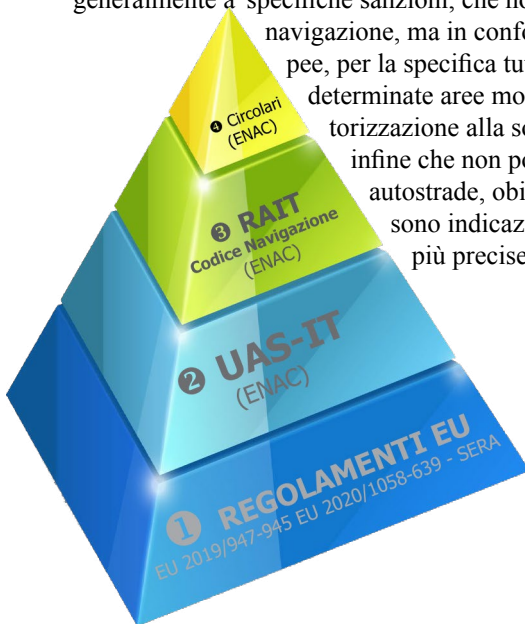 generalmente a specifiche sanzioni, che no
navigazione, ma in confo
pee, per la specifica tu
determinate aree mo
torizzazione alla so
infine che non po
autostrade, obi
sono indicaz
più precise
❹ Circolari
(ENAC)
❸ RAIT
Codice Navigazione
(ENAC)
❷ UAS-IT
(ENAC)
❶ REGOLAMENTI EU
EU 2019/947-945 EU 2020/1058-639 - SERA